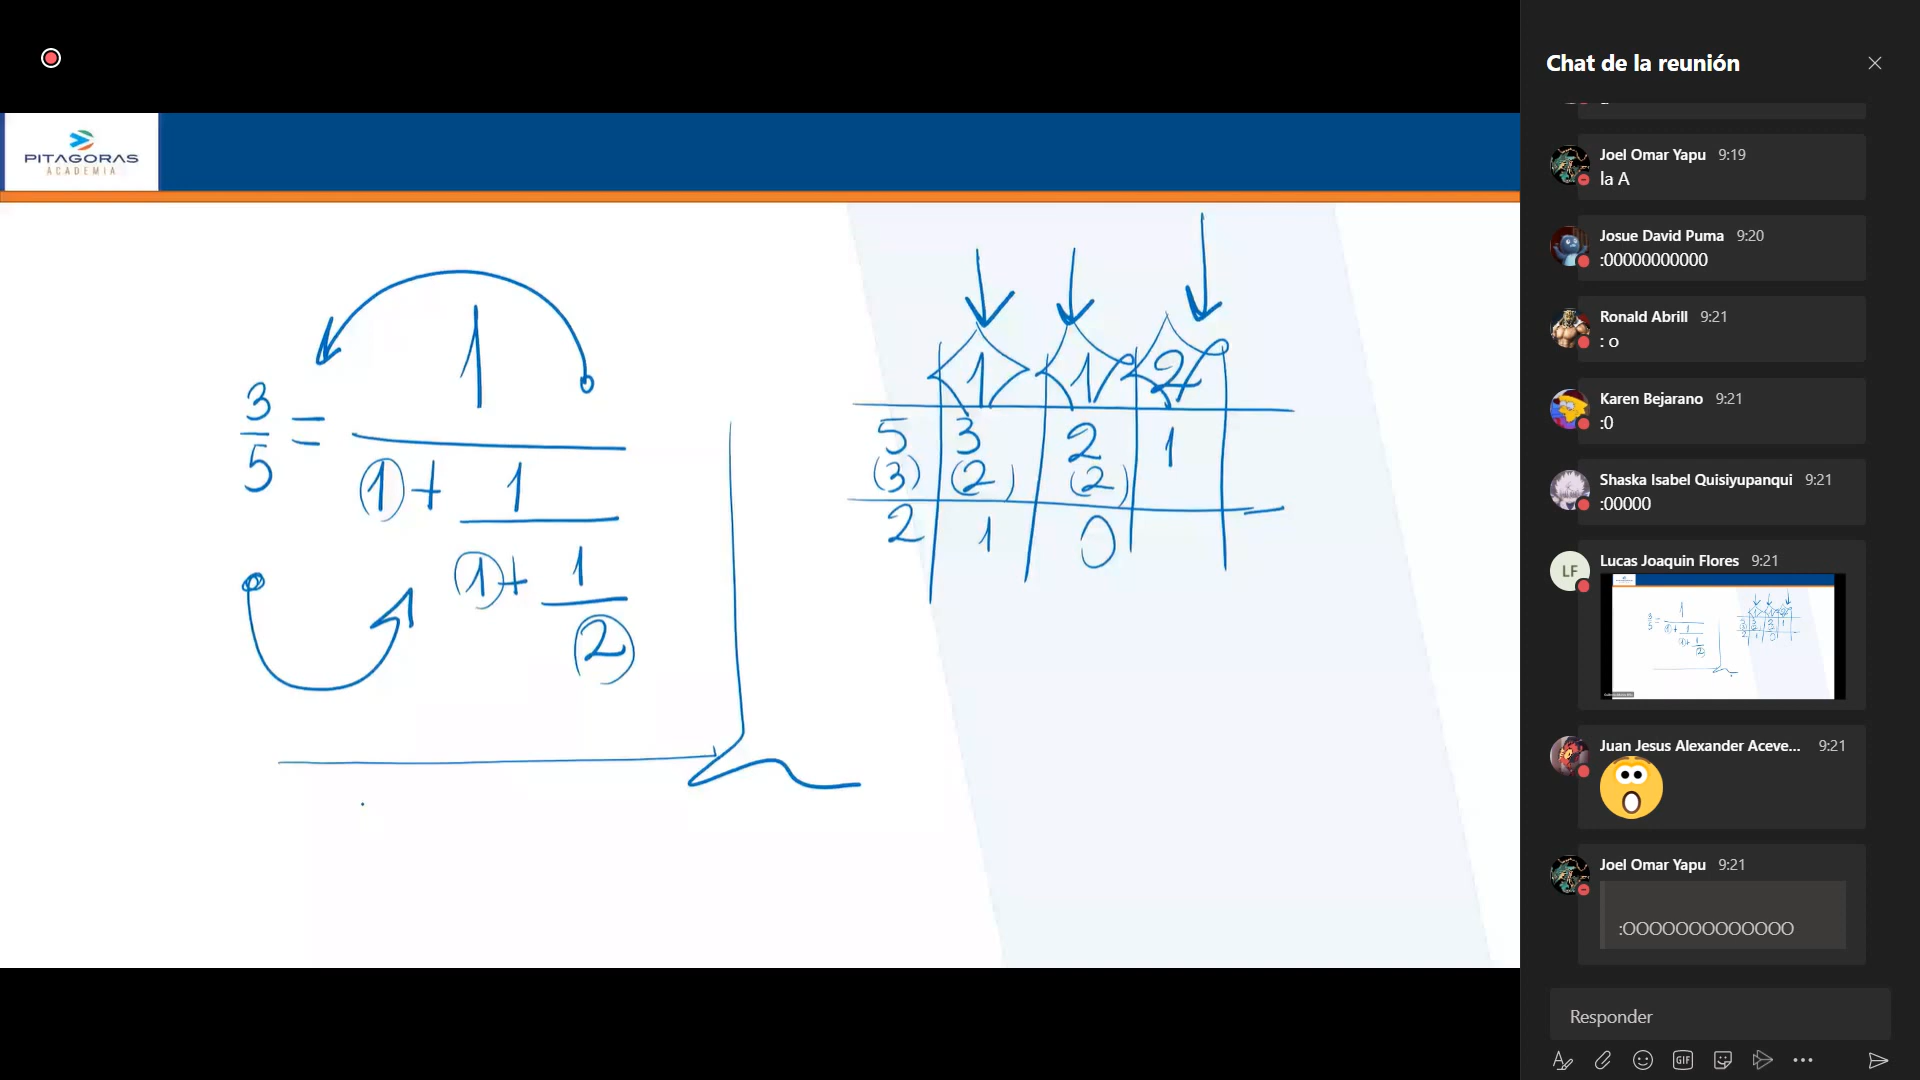 PITAGORAS
ACADEMIA
3/5 = 1/(1 + 1/(1 + 1/2))
1 1 2
5 3 2 1
(3) (2) (2)
2 1 0
Chat de la reunión
Joel Omar Yapu 9:19
la A
Josue David Puma 9:20
:00000000000
Ronald Abrill 9:21
: o
Karen Bejarano 9:21
:0
Shaska Isabel Quisiyupanqui 9:21
:00000
LF
Lucas Joaquin Flores 9:21
Juan Jesus Alexander Aceve... 9:21
Joel Omar Yapu 9:21
:OOOOOOOOOOOOO
Responder
GIF